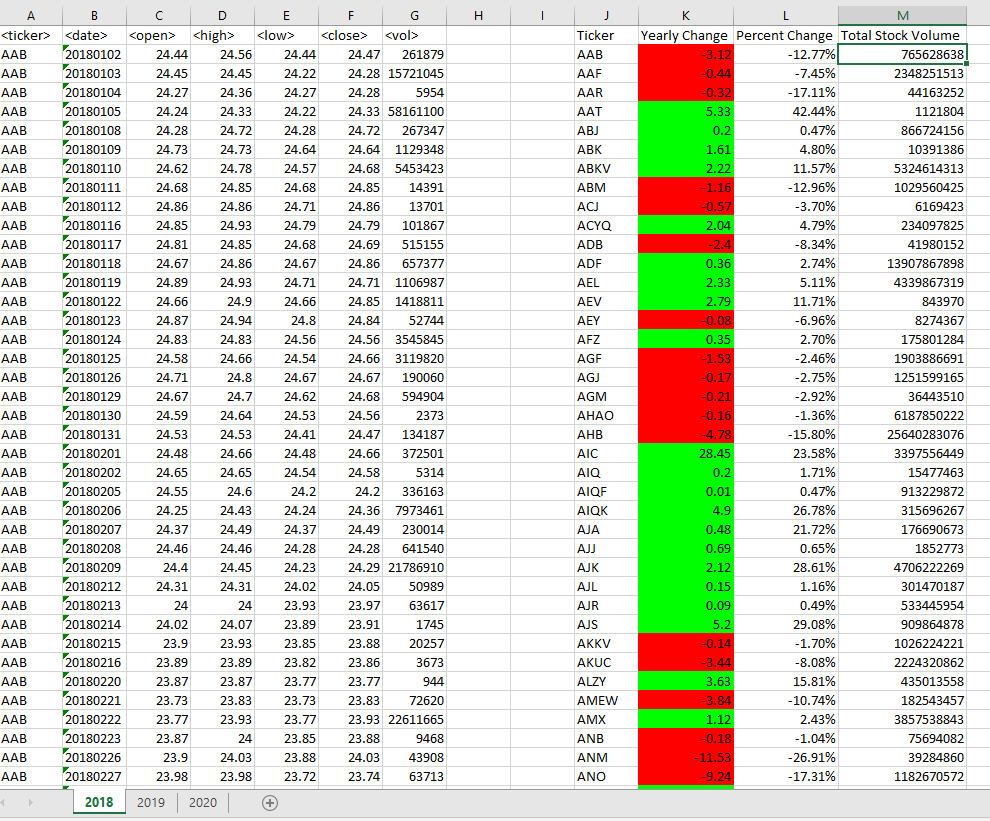 A B C D E F G H I J K L M
<ticker> <date> <open> <high> <low> <close> <vol> Ticker Yearly Change Percent Change Total Stock Volume
AAB 20180102 24.44 24.56 24.44 24.47 261879 AAB -3.12 -12.77% 765628638
AAB 20180103 24.45 24.45 24.22 24.28 15721045 AAF -0.44 -7.45% 2348251513
AAB 20180104 24.27 24.36 24.27 24.28 5954 AAR -0.32 -17.11% 44163252
AAB 20180105 24.24 24.33 24.22 24.33 58161100 AAT 5.33 42.44% 1121804
AAB 20180108 24.28 24.72 24.28 24.72 267347 ABJ 0.2 0.47% 866724156
AAB 20180109 24.73 24.73 24.64 24.64 1129348 ABK 1.61 4.80% 10391386
AAB 20180110 24.62 24.78 24.57 24.68 5453423 ABKV 2.22 11.57% 5324614313
AAB 20180111 24.68 24.85 24.68 24.85 14391 ABM -1.16 -12.96% 1029560425
AAB 20180112 24.86 24.86 24.71 24.86 13701 ACJ -0.57 -3.70% 6169423
AAB 20180116 24.85 24.93 24.79 24.79 101867 ACYQ 2.04 4.79% 234097825
AAB 20180117 24.81 24.85 24.68 24.69 515155 ADB -2.4 -8.34% 41980152
AAB 20180118 24.67 24.86 24.67 24.86 657377 ADF 0.36 2.74% 13907867898
AAB 20180119 24.89 24.93 24.71 24.71 1106987 AEL 2.33 5.11% 4339867319
AAB 20180122 24.66 24.9 24.66 24.85 1418811 AEV 2.79 11.71% 843970
AAB 20180123 24.87 24.94 24.8 24.84 52744 AEY -0.08 -6.96% 8274367
AAB 20180124 24.83 24.83 24.56 24.56 3545845 AFZ 0.35 2.70% 175801284
AAB 20180125 24.58 24.66 24.54 24.66 3119820 AGF -1.53 -2.46% 1903886691
AAB 20180126 24.71 24.8 24.67 24.67 190060 AGJ -0.17 -2.75% 1251599165
AAB 20180129 24.67 24.7 24.62 24.68 594904 AGM -0.21 -2.92% 36443510
AAB 20180130 24.59 24.64 24.53 24.56 2373 AHAO -0.16 -1.36% 6187850222
AAB 20180131 24.53 24.53 24.41 24.47 134187 AHB -4.78 -15.80% 25640283076
AAB 20180201 24.48 24.66 24.48 24.66 372501 AIC 28.45 23.58% 3397556449
AAB 20180202 24.65 24.65 24.54 24.58 5314 AIQ 0.2 1.71% 15477463
AAB 20180205 24.55 24.6 24.2 24.2 336163 AIQF 0.01 0.47% 913229872
AAB 20180206 24.25 24.43 24.24 24.36 7973461 AIQK 4.9 26.78% 315696267
AAB 20180207 24.37 24.49 24.37 24.49 230014 AJA 0.48 21.72% 176690673
AAB 20180208 24.46 24.46 24.28 24.28 641540 AJJ 0.69 0.65% 1852773
AAB 20180209 24.4 24.45 24.23 24.29 21786910 AJK 2.12 28.61% 4706222269
AAB 20180212 24.31 24.31 24.02 24.05 50989 AJL 0.15 1.16% 301470187
AAB 20180213 24 24 23.93 23.97 63617 AJR 0.09 0.49% 533445954
AAB 20180214 24.02 24.07 23.89 23.91 1745 AJS 5.2 29.08% 909864878
AAB 20180215 23.9 23.93 23.85 23.88 20257 AKKV -0.14 -1.70% 1026224221
AAB 20180216 23.89 23.89 23.82 23.86 3673 AKUC -3.44 -8.08% 2224320862
AAB 20180220 23.87 23.87 23.77 23.77 944 ALZY 3.63 15.81% 435013558
AAB 20180221 23.73 23.83 23.73 23.83 72620 AMEW -3.84 -10.74% 182543457
AAB 20180222 23.77 23.93 23.77 23.93 22611665 AMX 1.12 2.43% 3857538843
AAB 20180223 23.87 24 23.85 23.88 9468 ANB -0.18 -1.04% 75694082
AAB 20180226 23.9 24.03 23.88 24.03 43908 ANM -11.53 -26.91% 39284860
AAB 20180227 23.98 23.98 23.72 23.74 63713 ANO -9.24 -17.31% 1182670572
2018 2019 2020